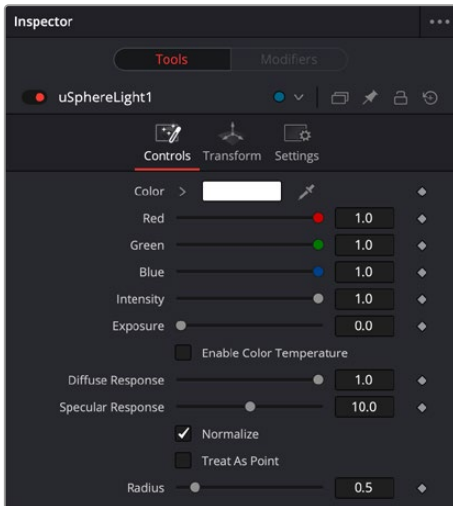 Inspector
Tools Modifiers
uSphereLight1
Controls Transform Settings
Color
Red 1.0
Green 1.0
Blue 1.0
Intensity 1.0
Exposure 0.0
Enable Color Temperature
Diffuse Response 1.0
Specular Response 10.0
Normalize
Treat As Point
Radius 0.5